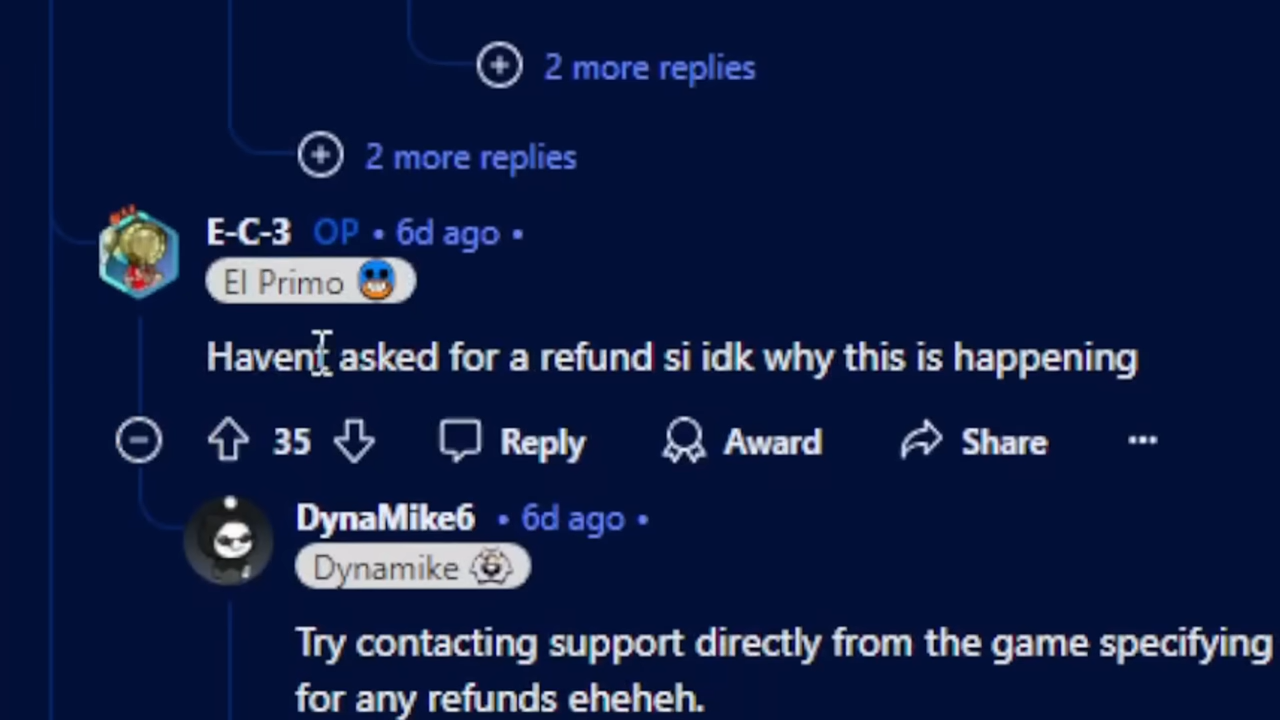 2 more replies
2 more replies
E-C-3 OP • 6d ago •
El Primo
Havent asked for a refund si idk why this is happening
35 Reply Award Share ...
DynaMike6 • 6d ago •
Dynamike
Try contacting support directly from the game specifying
for any refunds eheheh.